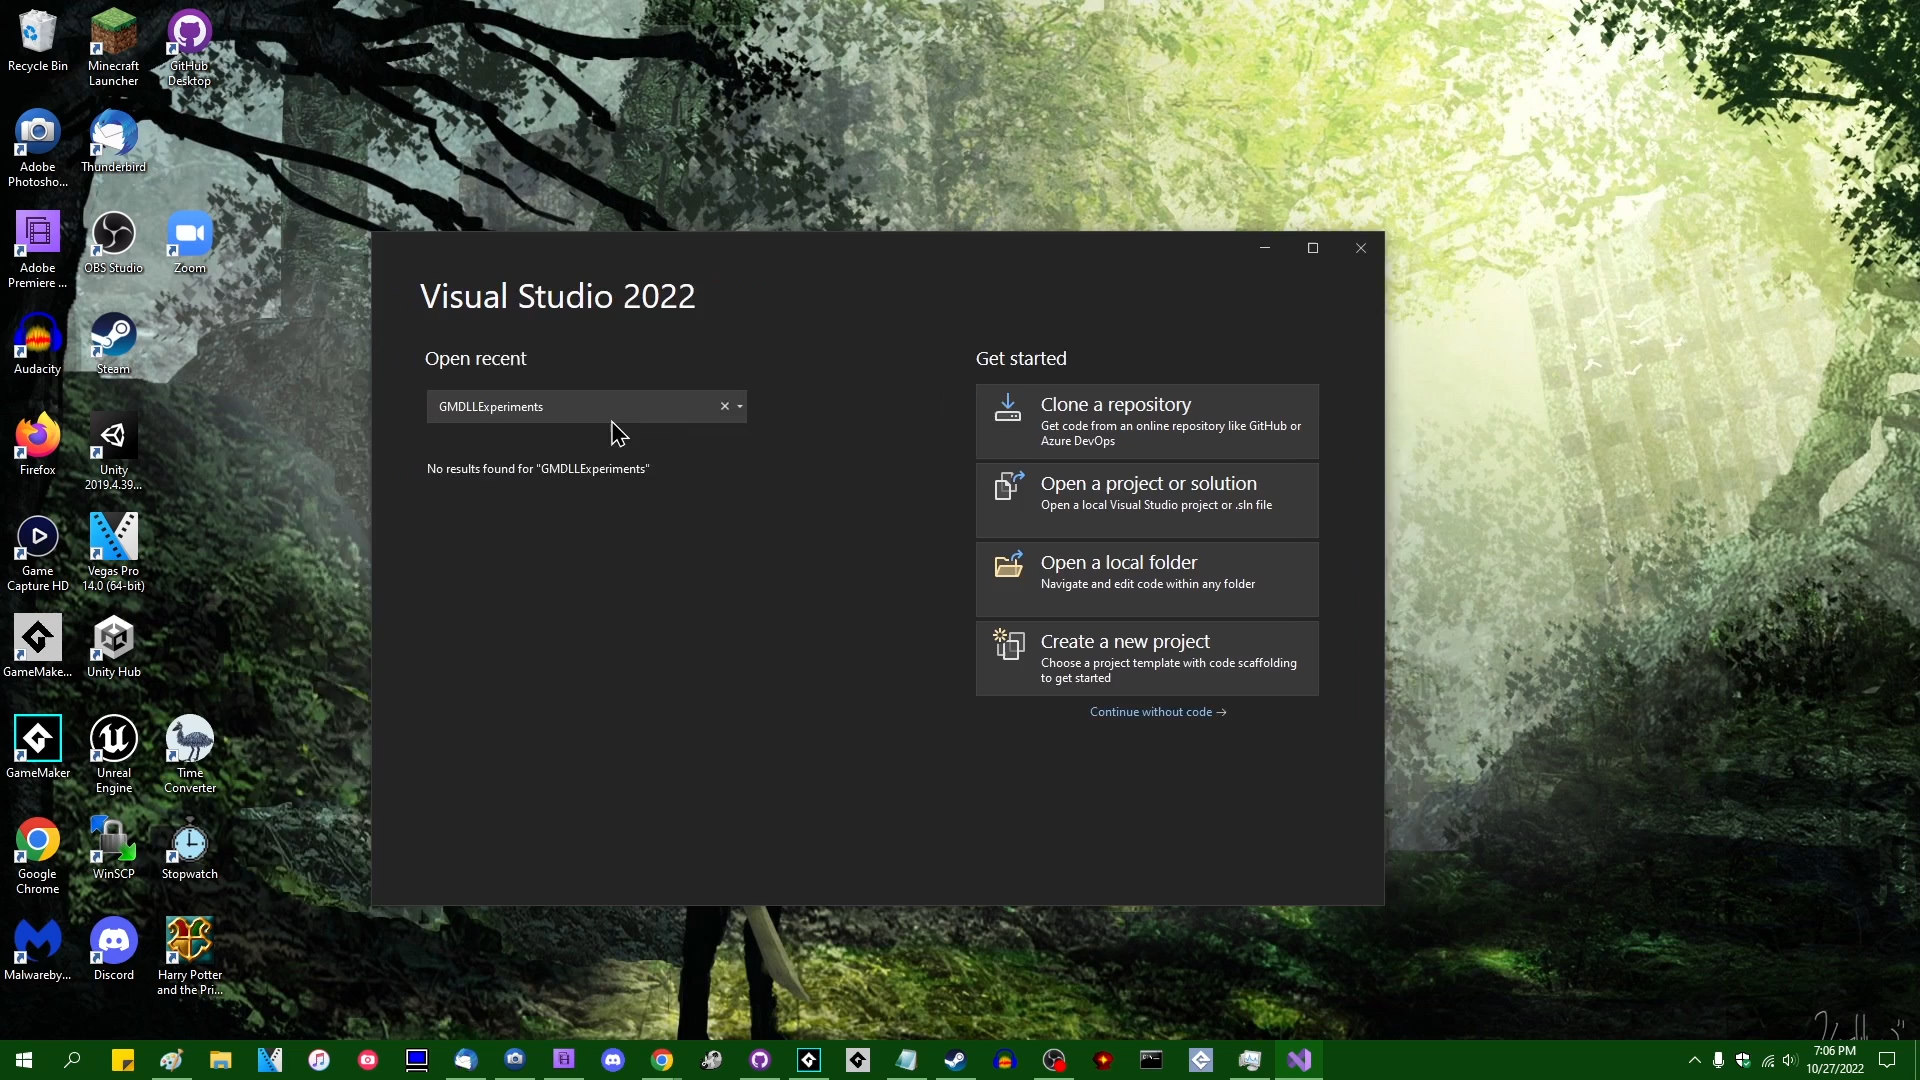 Recycle Bin
Minecraft
Launcher
GitHub
Desktop
Adobe
Photosho...
Thunderbird
Adobe
Premiere ...
OBS Studio
Zoom
Audacity
Steam
Firefox
Unity
2019.4.39...
Game
Capture HD
Vegas Pro
14.0 (64-bit)
GameMake...
Unity Hub
GameMaker
Unreal
Engine
Time
Converter
Google
Chrome
WinSCP
Stopwatch
Malwareby...
Discord
Harry Potter
and the Pri...
Visual Studio 2022
Open recent
GMDLLExperiments
No results found for "GMDLLExperiments"
Get started
Clone a repository
Get code from an online repository like GitHub or
Azure DevOps
Open a project or solution
Open a local Visual Studio project or .sln file
Open a local folder
Navigate and edit code within any folder
Create a new project
Choose a project template with code scaffolding
to get started
Continue without code →
7:06 PM
10/27/2022